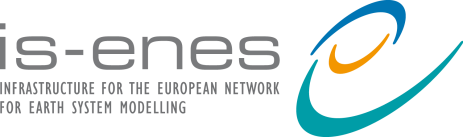 is-enes
INFRASTRUCTURE FOR THE EUROPEAN NETWORK
FOR EARTH SYSTEM MODELLING